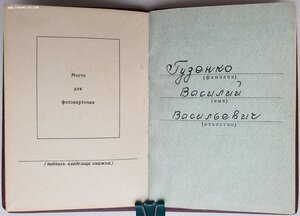 Место
для
фотокарточки
(подпись владельца книжки)
Гузенко
(фамилия)
Василий
(имя)
Васильевич
(отчество)